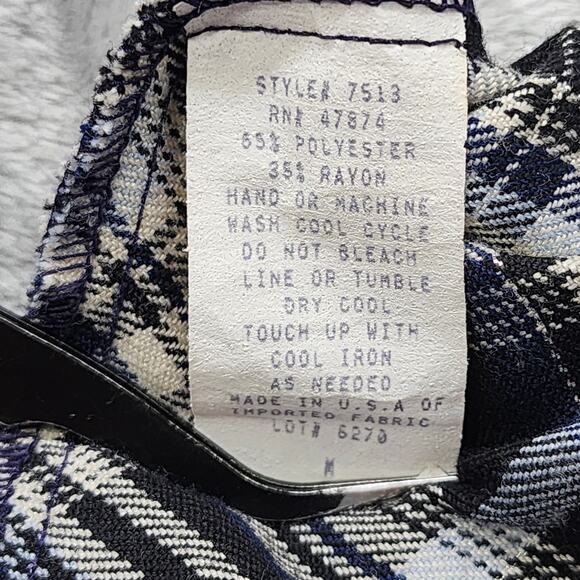 STYLE# 7513
RN# 47874
65% POLYESTER
35% RAYON
HAND OR MACHINE
WASH COOL CYCLE
DO NOT BLEACH
LINE OR TUMBLE
DRY COOL
TOUCH UP WITH
COOL IRON
AS NEEDED
MADE IN U.S.A OF
IMPORTED FABRIC
LOT# 6270
M